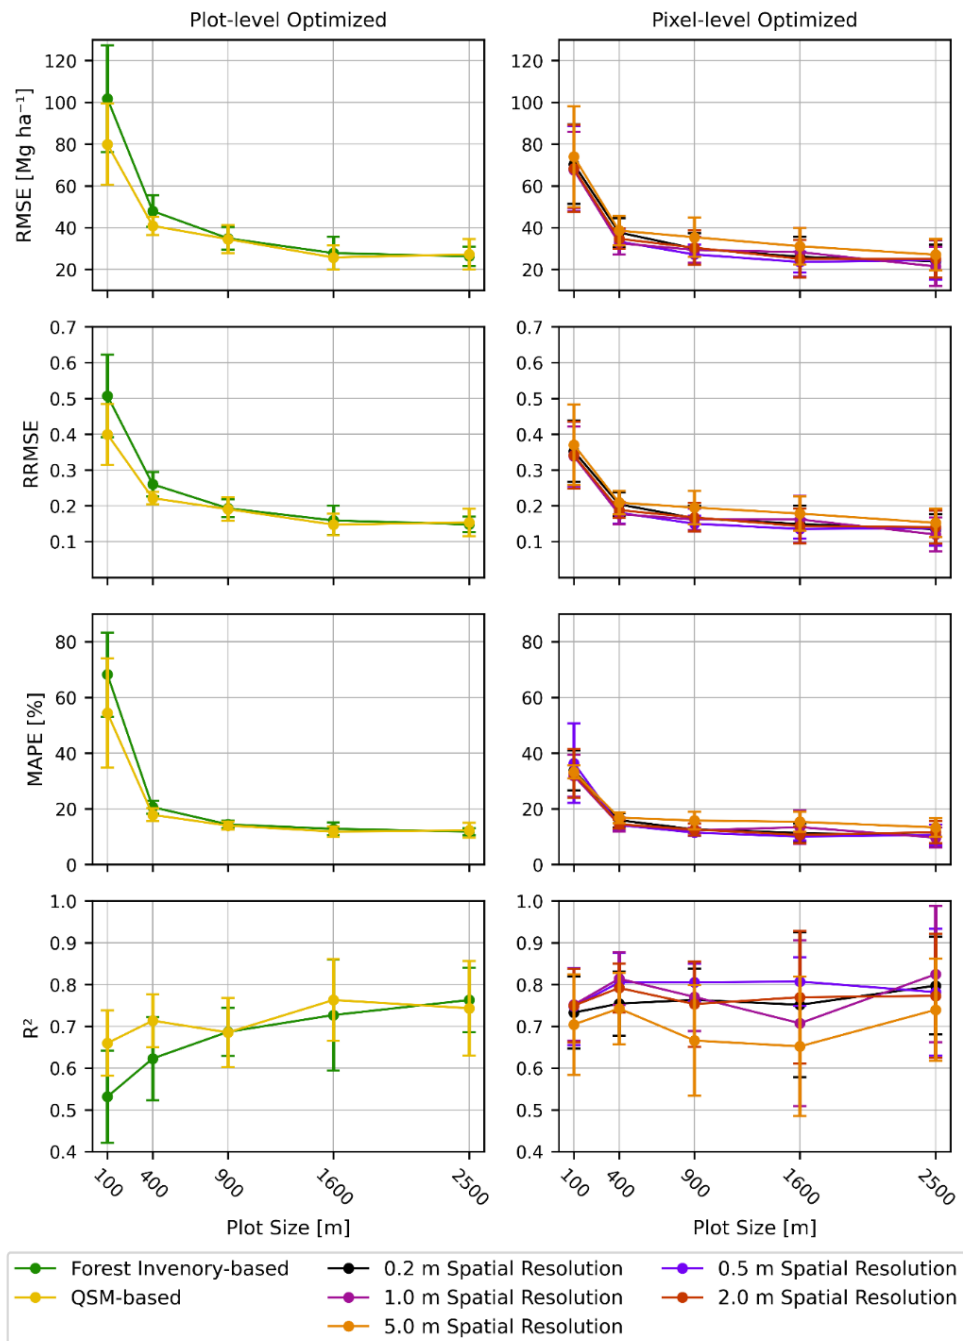 Plot-level Optimized
Pixel-level Optimized
RMSE [Mg ha⁻¹]
120
100
80
60
40
20
120
100
80
60
40
20
RRMSE
0.7
0.6
0.5
0.4
0.3
0.2
0.1
0.7
0.6
0.5
0.4
0.3
0.2
0.1
MAPE [%]
80
60
40
20
0
80
60
40
20
0
R²
1.0
0.9
0.8
0.7
0.6
0.5
0.4
1.0
0.9
0.8
0.7
0.6
0.5
0.4
100 400 900 1600 2500
100 400 900 1600 2500
Plot Size [m]
Plot Size [m]
Forest Invenory-based
QSM-based
0.2 m Spatial Resolution
1.0 m Spatial Resolution
5.0 m Spatial Resolution
0.5 m Spatial Resolution
2.0 m Spatial Resolution